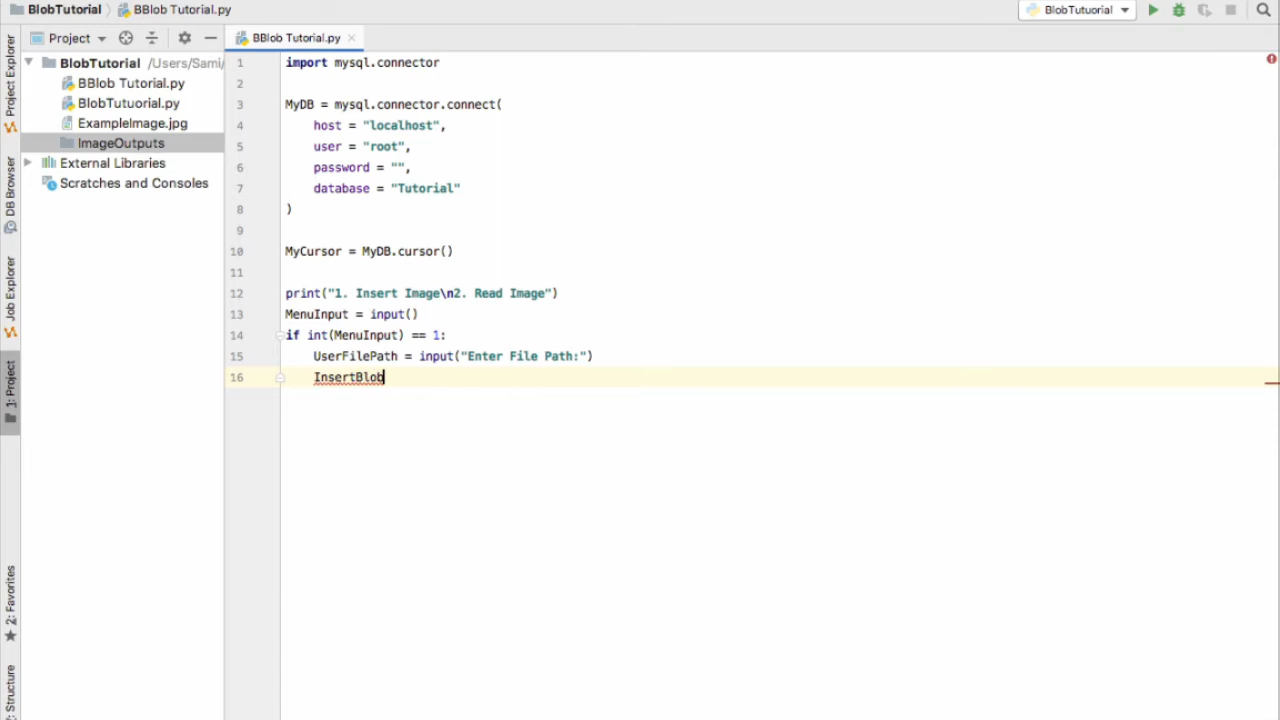 BlobTutorial
BBlob Tutorial.py
BlobTutuorial
Project
BBlob Tutorial.py
BlobTutorial /Users/Sami/
BBlob Tutorial.py
BlobTutuorial.py
ExampleImage.jpg
ImageOutputs
External Libraries
Scratches and Consoles
Project Explorer
DB Browser
Job Explorer
1: Project
2: Favorites
Structure
1 import mysql.connector
2
3 MyDB = mysql.connector.connect(
4 host = "localhost",
5 user = "root",
6 password = "",
7 database = "Tutorial"
8 )
9
10 MyCursor = MyDB.cursor()
11
12 print("1. Insert Image\n2. Read Image")
13 MenuInput = input()
14 if int(MenuInput) == 1:
15 UserFilePath = input("Enter File Path:")
16 InsertBlob